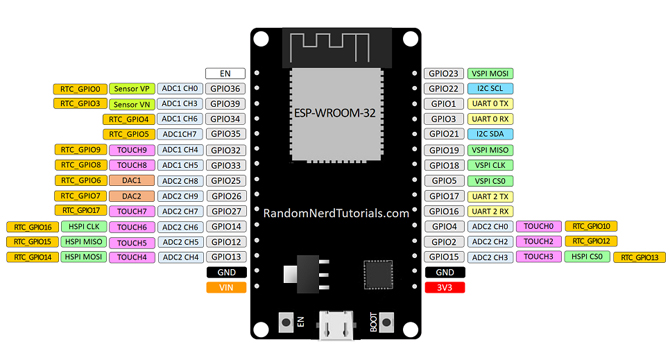 EN
RTC_GPIO0 Sensor VP ADC1 CH0 GPIO36
RTC_GPIO3 Sensor VN ADC1 CH3 GPIO39
RTC_GPIO4 ADC1 CH6 GPIO34
RTC_GPIO5 ADC1CH7 GPIO35
RTC_GPIO9 TOUCH9 ADC1 CH4 GPIO32
RTC_GPIO8 TOUCH8 ADC1 CH5 GPIO33
RTC_GPIO6 DAC1 ADC2 CH8 GPIO25
RTC_GPIO7 DAC2 ADC2 CH9 GPIO26
RTC_GPIO17 TOUCH7 ADC2 CH7 GPIO27
RTC_GPIO16 HSPI CLK TOUCH6 ADC2 CH6 GPIO14
RTC_GPIO15 HSPI MISO TOUCH5 ADC2 CH5 GPIO12
RTC_GPIO14 HSPI MOSI TOUCH4 ADC2 CH4 GPIO13
GND
VIN
ESP-WROOM-32
RandomNerdTutorials.com
EN
BOOT
GPIO23 VSPI MOSI
GPIO22 I2C SCL
GPIO1 UART 0 TX
GPIO3 UART 0 RX
GPIO21 I2C SDA
GPIO19 VSPI MISO
GPIO18 VSPI CLK
GPIO5 VSPI CS0
GPIO17 UART 2 TX
GPIO16 UART 2 RX
GPIO4 ADC2 CH0 TOUCH0 RTC_GPIO10
GPIO2 ADC2 CH2 TOUCH2 RTC_GPIO12
GPIO15 ADC2 CH3 TOUCH3 HSPI CS0 RTC_GPIO13
GND
3V3